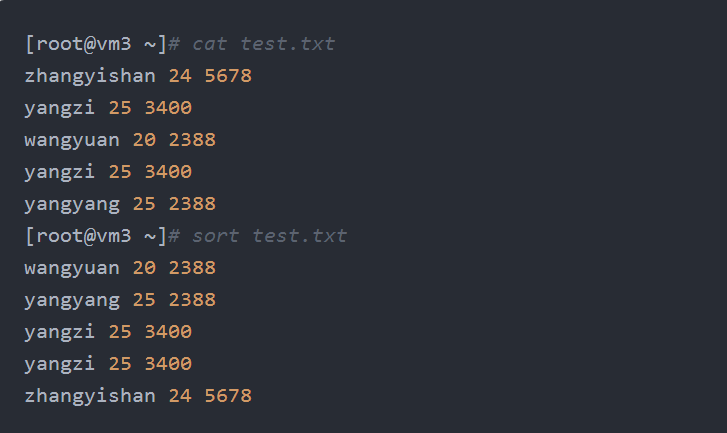 [root@vm3 ~]# cat test.txt
zhangyishan 24 5678
yangzi 25 3400
wangyuan 20 2388
yangzi 25 3400
yangyang 25 2388
[root@vm3 ~]# sort test.txt
wangyuan 20 2388
yangyang 25 2388
yangzi 25 3400
yangzi 25 3400
zhangyishan 24 5678